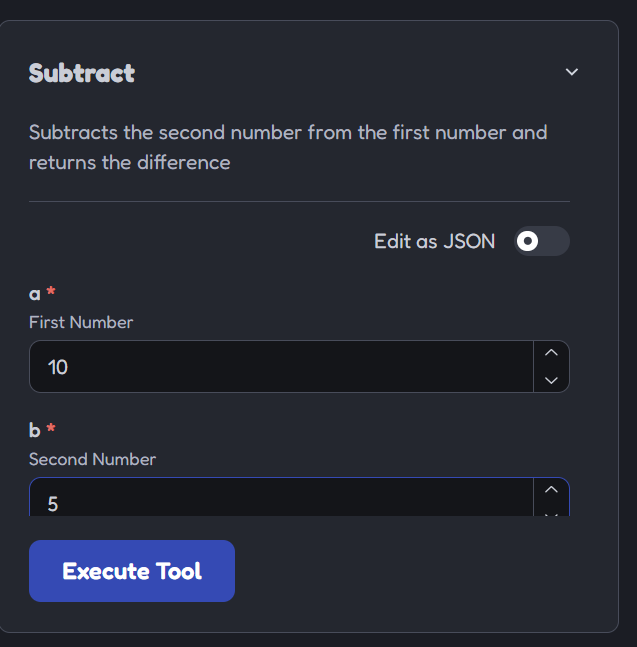 Subtract
Subtracts the second number from the first number and
returns the difference
Edit as JSON
a *
First Number
10
b *
Second Number
5
Execute Tool